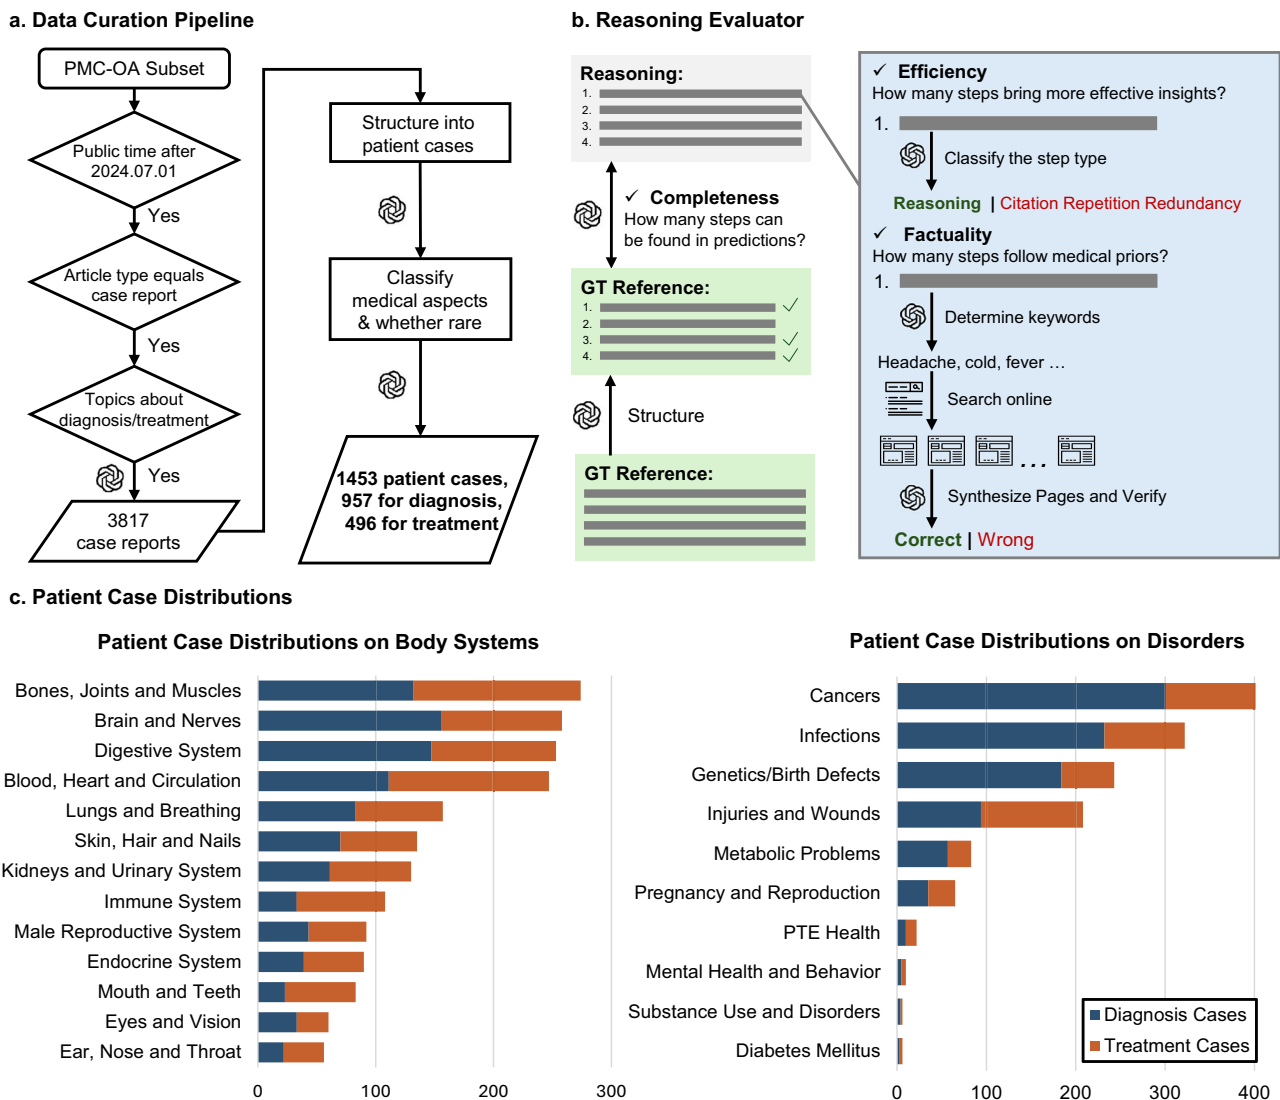 a. Data Curation Pipeline
PMC-OA Subset
Public time after
2024.07.01
Yes
Article type equals
case report
Yes
Topics about
diagnosis/treatment
Yes
3817
case reports
Structure into
patient cases
Classify
medical aspects
& whether rare
1453 patient cases,
957 for diagnosis,
496 for treatment
b. Reasoning Evaluator
Reasoning:
1.
2.
3.
4.
✓ Completeness
How many steps can
be found in predictions?
GT Reference:
1.
2.
3.
4.
Structure
GT Reference:
✓ Efficiency
How many steps bring more effective insights?
1.
Classify the step type
Reasoning | Citation Repetition Redundancy
✓ Factuality
How many steps follow medical priors?
1.
Determine keywords
Headache, cold, fever ...
Search online
...
Synthesize Pages and Verify
Correct | Wrong
c. Patient Case Distributions
Patient Case Distributions on Body Systems
Bones, Joints and Muscles
Brain and Nerves
Digestive System
Blood, Heart and Circulation
Lungs and Breathing
Skin, Hair and Nails
Kidneys and Urinary System
Immune System
Male Reproductive System
Endocrine System
Mouth and Teeth
Eyes and Vision
Ear, Nose and Throat
0 100 200 300
Patient Case Distributions on Disorders
Cancers
Infections
Genetics/Birth Defects
Injuries and Wounds
Metabolic Problems
Pregnancy and Reproduction
PTE Health
Mental Health and Behavior
Substance Use and Disorders
Diabetes Mellitus
0 100 200 300 400
Diagnosis Cases
Treatment Cases